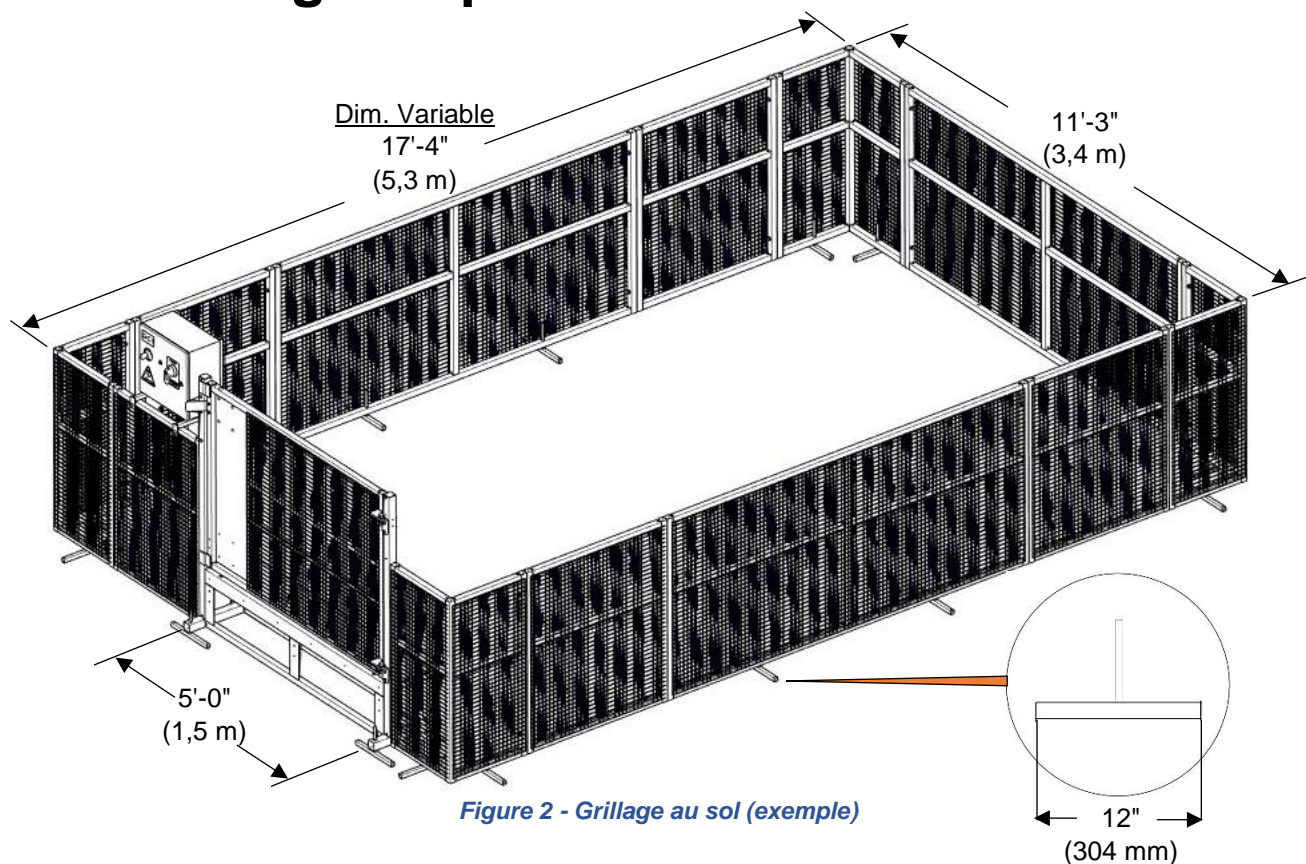 Dim. Variable
17'-4"
(5,3 m)
11'-3"
(3,4 m)
5'-0"
(1,5 m)
Figure 2 - Grillage au sol (exemple)
12"
(304 mm)